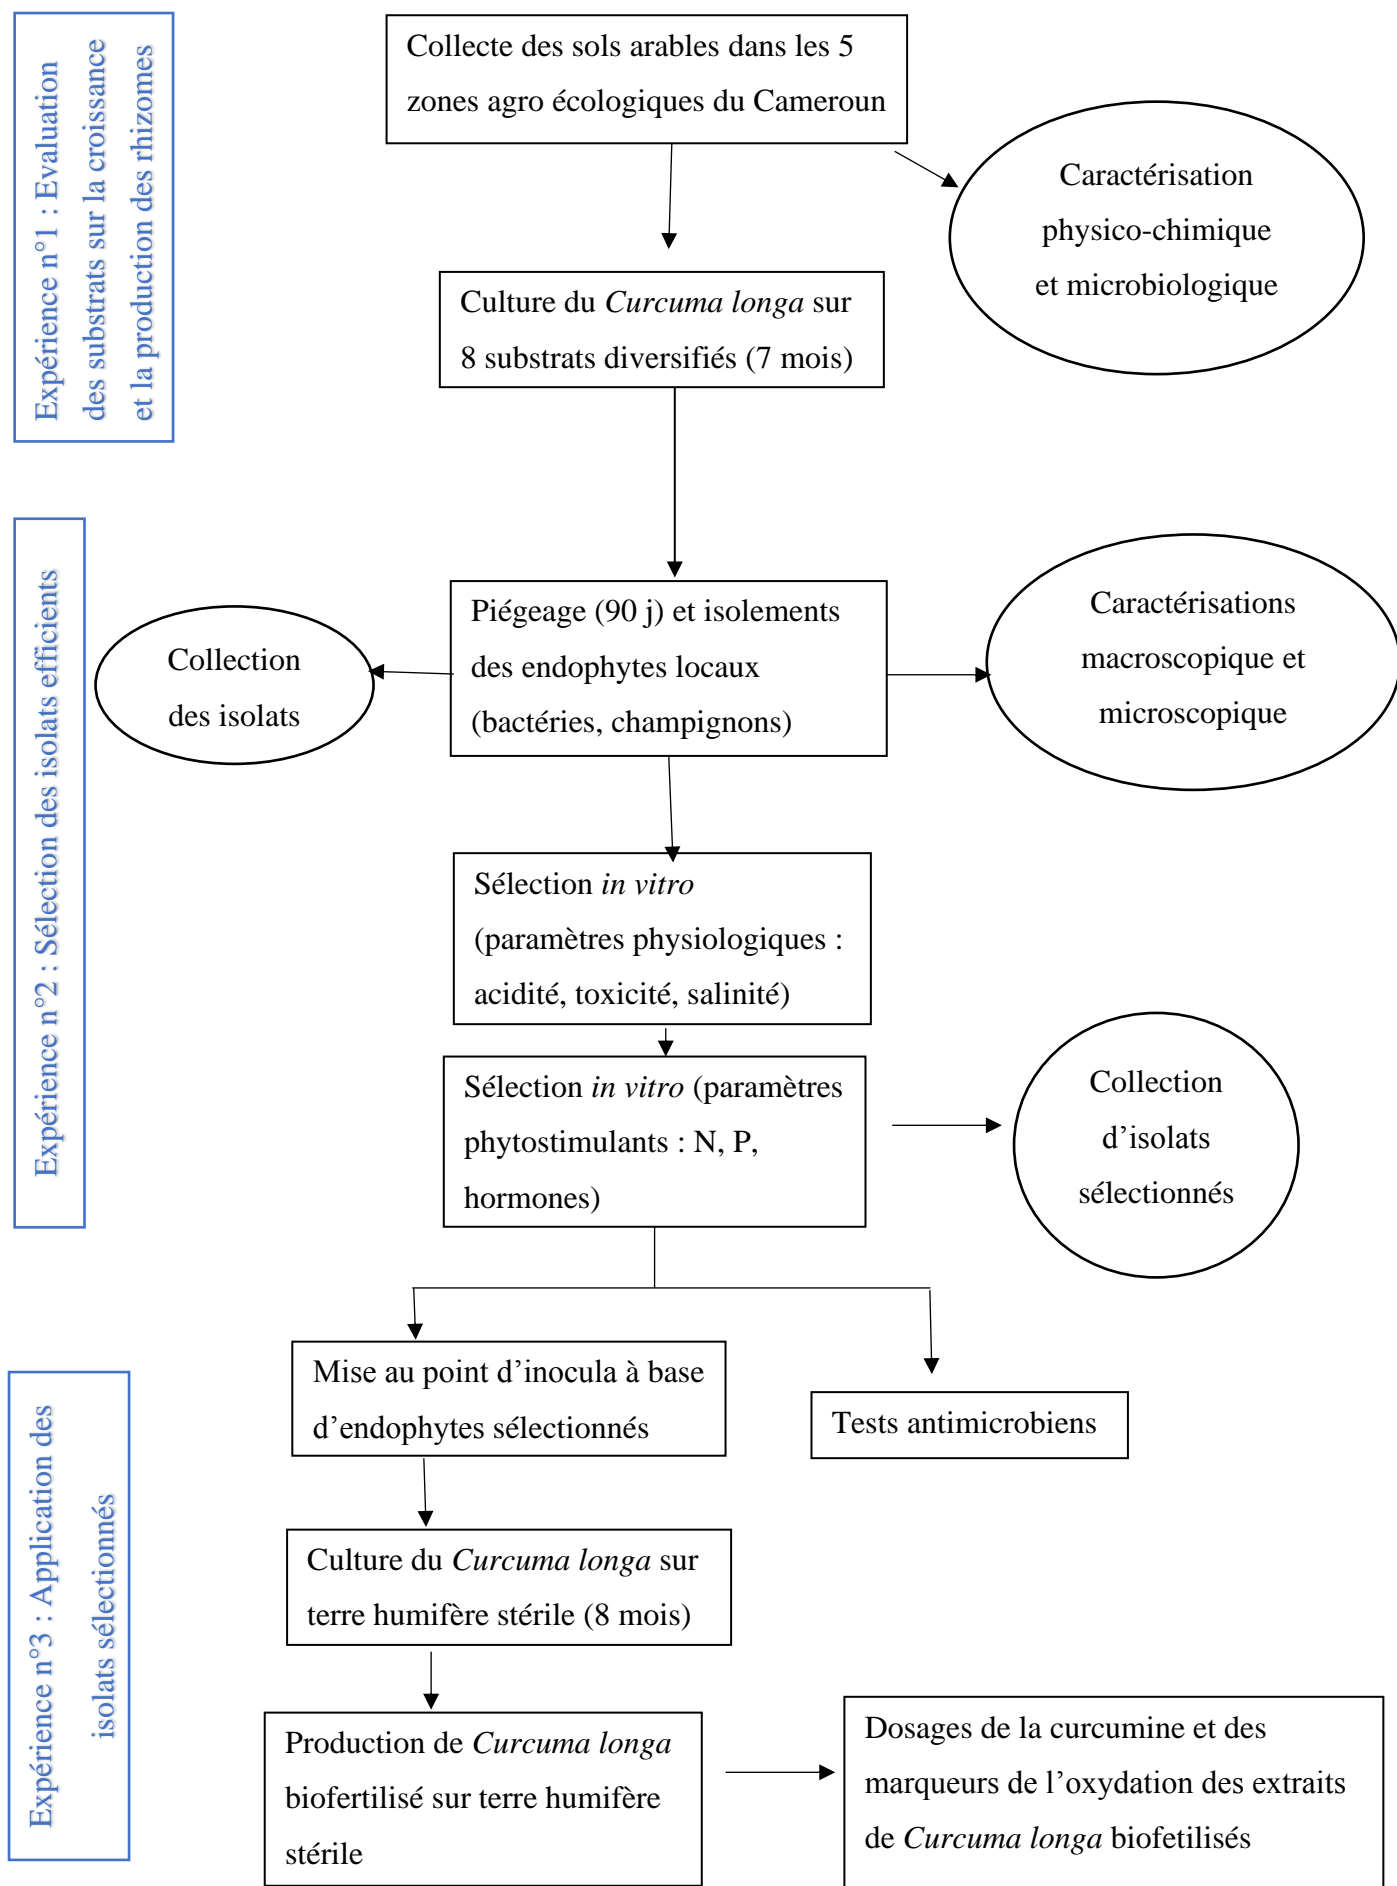 Expérience n°1 : Evaluation
des substrats sur la croissance
et la production des rhizomes
Collecte des sols arables dans les 5
zones agro écologiques du Cameroun
Caractérisation
physico-chimique
et microbiologique
Culture du Curcuma longa sur
8 substrats diversifiés (7 mois)
Expérience n°2 : Sélection des isolats efficients
Collection
des isolats
Piégeage (90 j) et isolements
des endophytes locaux
(bactéries, champignons)
Caractérisations
macroscopique et
microscopique
Sélection in vitro
(paramètres physiologiques :
acidité, toxicité, salinité)
Sélection in vitro (paramètres
phytostimulants : N, P,
hormones)
Collection
d’isolats
sélectionnés
Expérience n°3 : Application des
isolats sélectionnés
Mise au point d’inocula à base
d’endophytes sélectionnés
Tests antimicrobiens
Culture du Curcuma longa sur
terre humifère stérile (8 mois)
Production de Curcuma longa
biofertilisé sur terre humifère
stérile
Dosages de la curcumine et des
marqueurs de l’oxydation des extraits
de Curcuma longa biofetilisés